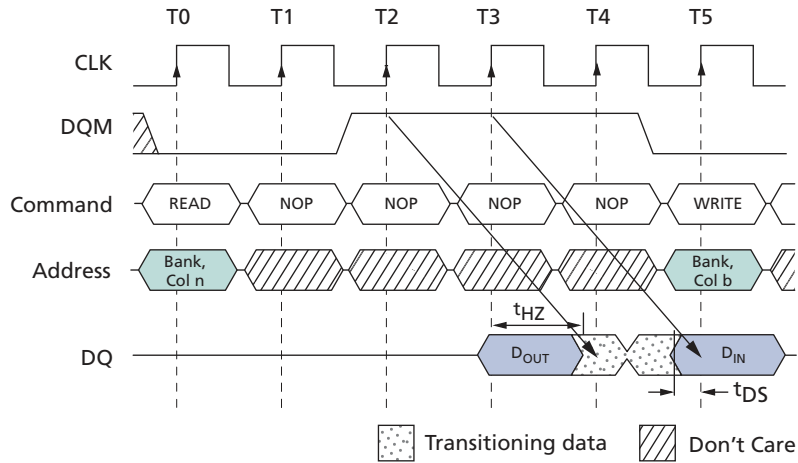 T0 T1 T2 T3 T4 T5
CLK
DQM
Command READ NOP NOP NOP NOP WRITE
Address Bank, Col n Bank, Col b
tHZ
DQ DOUT DIN
tDS
Transitioning data Don't Care